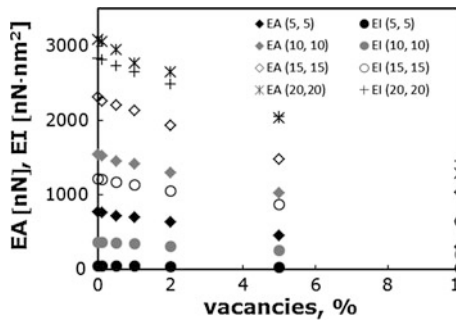 EA [nN], EI [nN·nm²]
3000
2000
1000
0
EA (5, 5) EI (5, 5)
EA (10, 10) EI (10, 10)
EA (15, 15) EI (15, 15)
EA (20,20) EI (20, 20)
0 2 4 6 8 1
vacancies, %